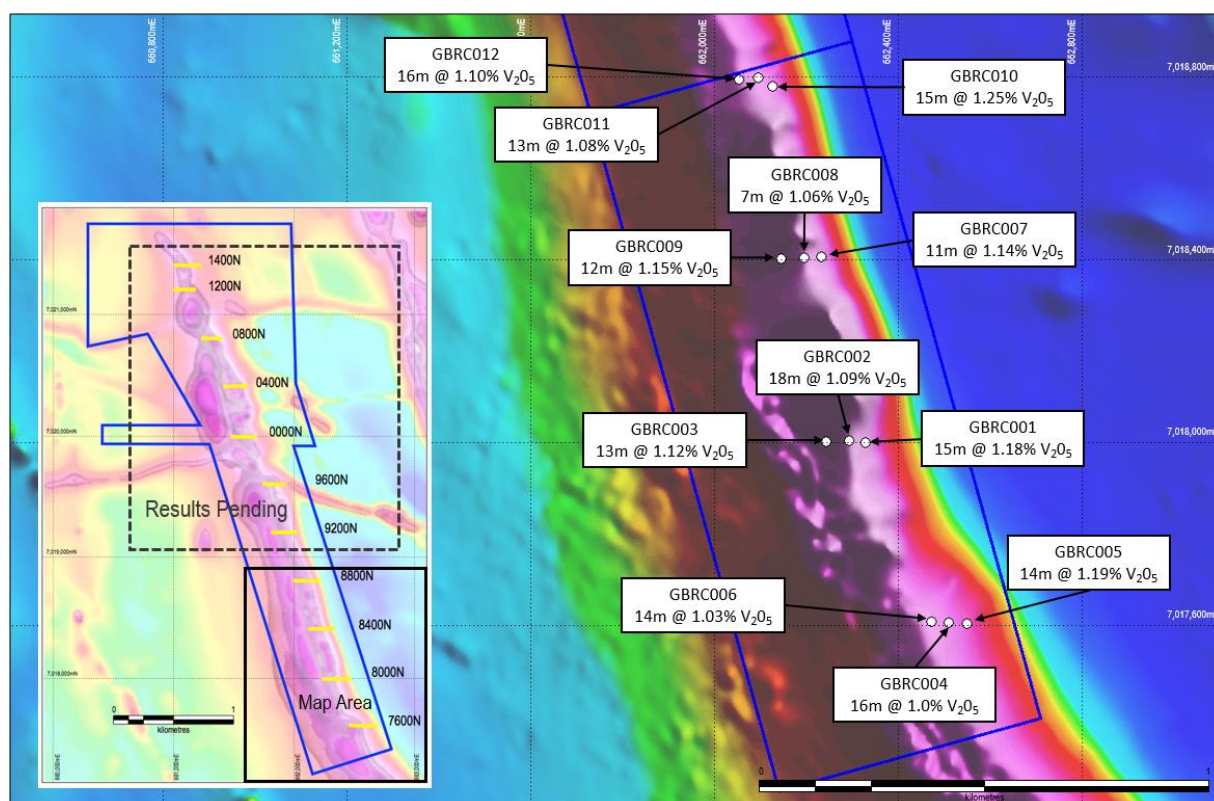 660,800mE
661,200mE
662,000mE
662,400mE
662,800mE
GBRC012
16m @ 1.10% V₂0₅
GBRC010
15m @ 1.25% V₂0₅
7,018,800mN
GBRC011
13m @ 1.08% V₂0₅
GBRC008
7m @ 1.06% V₂0₅
GBRC007
11m @ 1.14% V₂0₅
GBRC009
12m @ 1.15% V₂0₅
7,018,400mN
GBRC002
18m @ 1.09% V₂0₅
GBRC003
13m @ 1.12% V₂0₅
GBRC001
15m @ 1.18% V₂0₅
7,018,000mN
GBRC005
14m @ 1.19% V₂0₅
GBRC006
14m @ 1.03% V₂0₅
7,017,600mN
GBRC004
16m @ 1.0% V₂0₅
0
1
kilometres
1400N
1200N
7,021,000mN
0800N
0400N
7,020,000mN
0000N
9600N
Results Pending
9200N
7,019,000mN
8800N
8400N
7,018,000mN
8000N
Map Area
7600N
0
1
kilometres